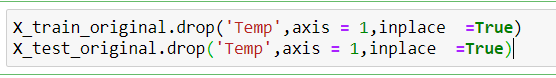 X_train_original.drop('Temp',axis = 1,inplace  =True)
X_test_original.drop('Temp',axis = 1,inplace  =True)